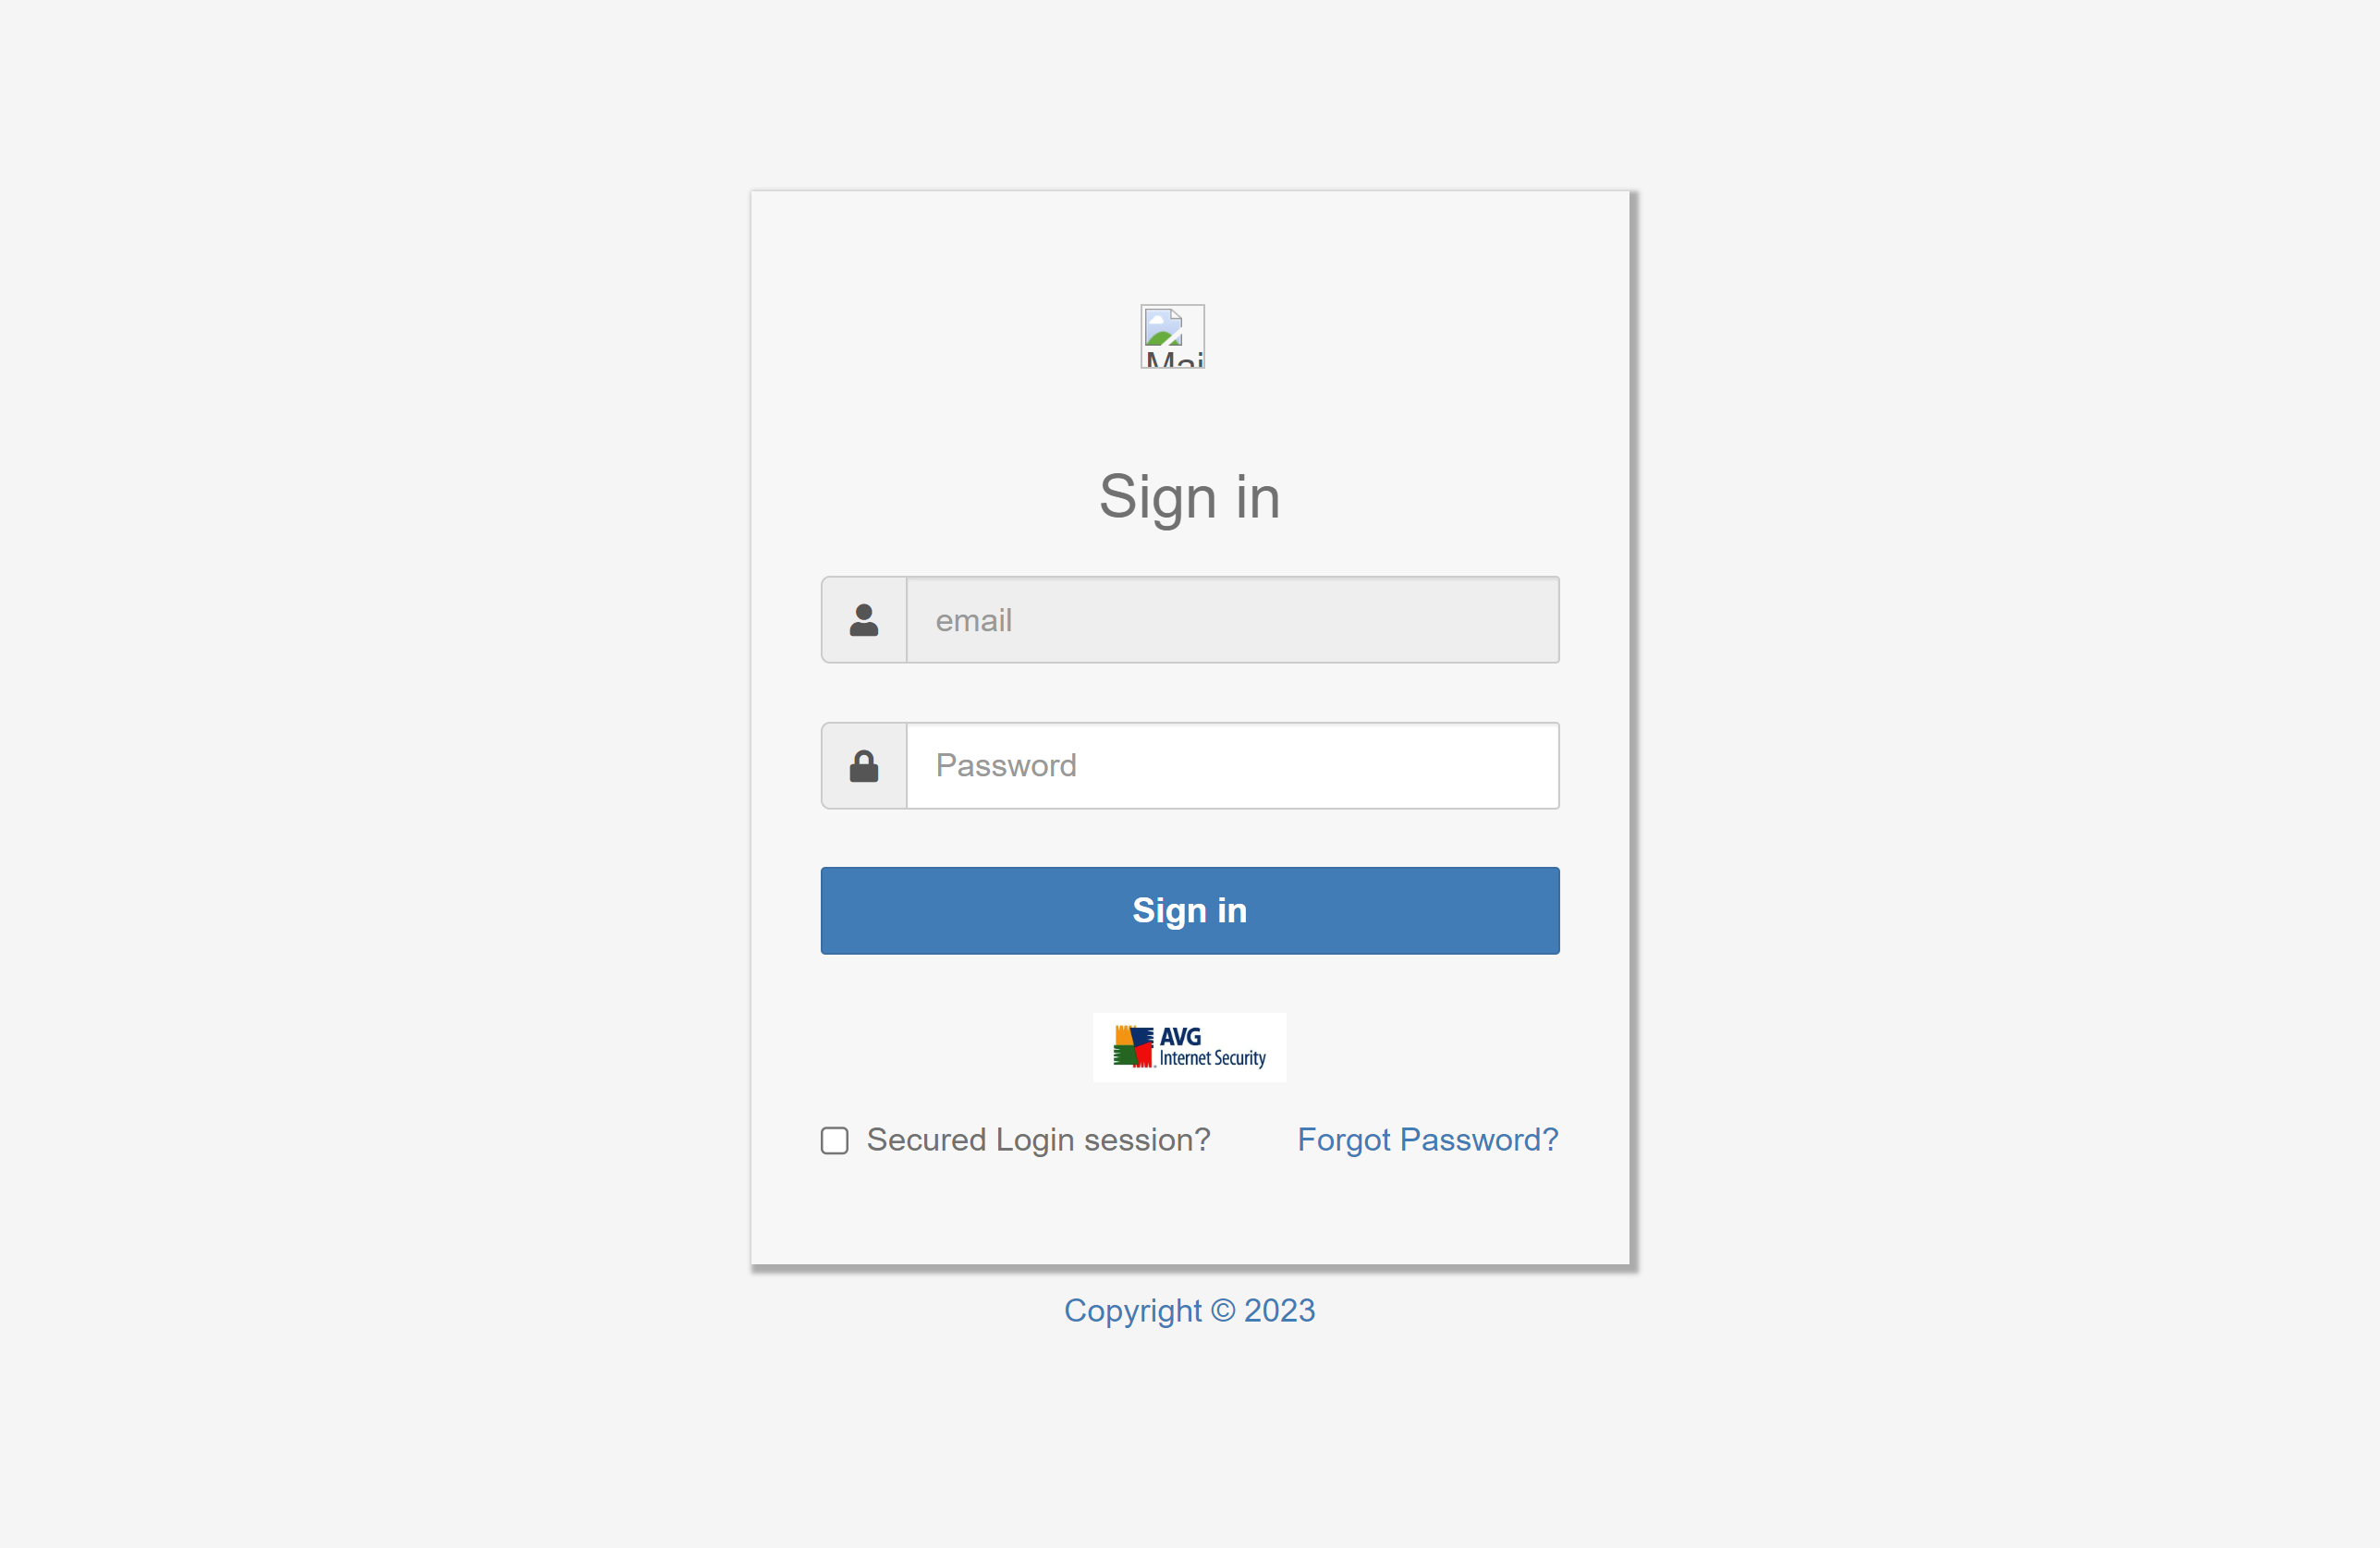 Mai
Sign in
email
Password
Sign in
AVG
Internet Security
Secured Login session?
Forgot Password?
Copyright © 2023